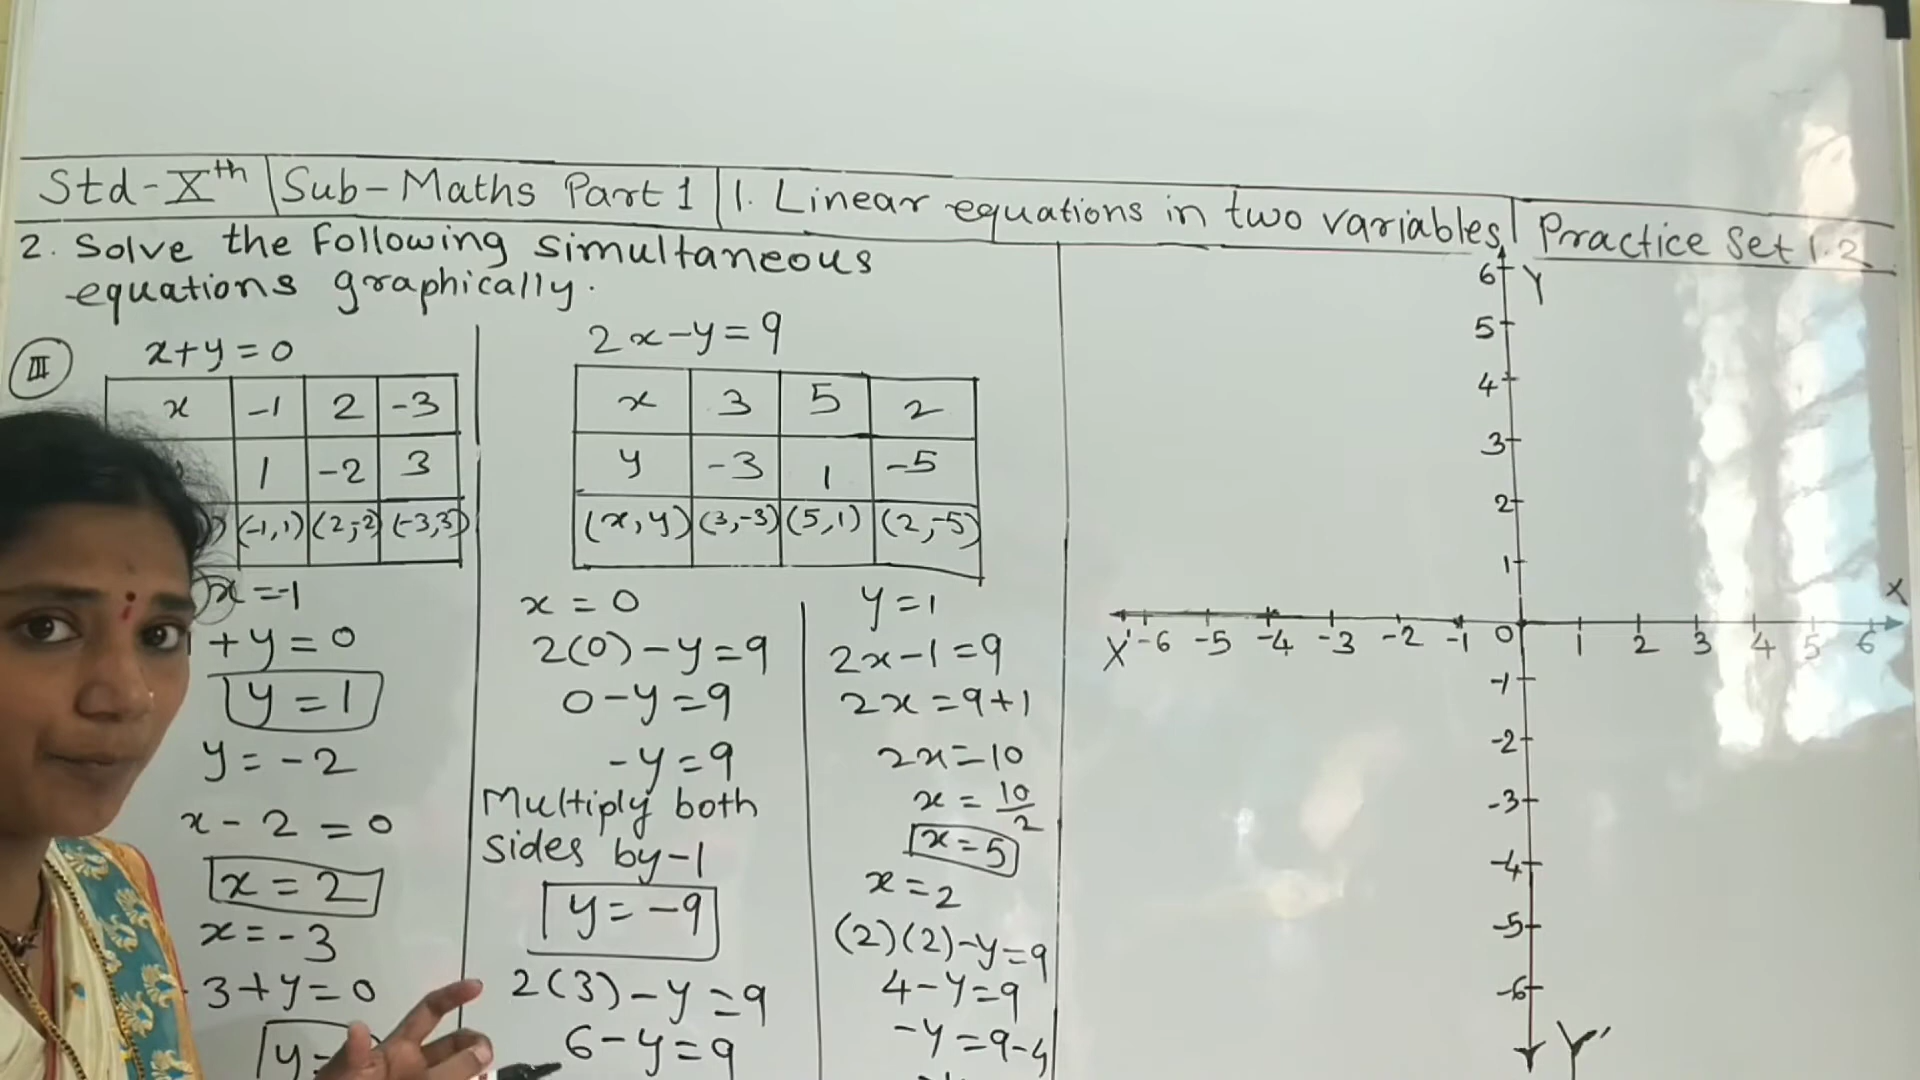 Std-Xth | Sub-Maths Part 1 | 1. Linear equations in two variables | Practice Set 1.2
2. Solve the Following Simultaneous
equations graphically.
III
x+y=0
x | -1 | 2 | -3
1 | -2 | 3
(-1,1) | (2,-2) | (-3,3)
x=-1
+y=0
y=1
y=-2
x-2=0
x=2
x=-3
3+y=0
y=
2x-y=9
x | 3 | 5 | 2
y | -3 | 1 | -5
(x,y) | (3,-3) | (5,1) | (2,-5)
x=0
2(0)-y=9
0-y=9
-y=9
Multiply both
sides by-1
y=-9
2(3)-y=9
6-y=9
y=1
2x-1=9
2x=9+1
2x=10
x=10/2
x=5
x=2
(2)(2)-y=9
4-y=9
-y=9-4
6 Y
5
4
3
2
1
X
X' -6 -5 -4 -3 -2 -1 0 1 2 3 4 5 6
-1
-2
-3
-4
-5
-6
Y'